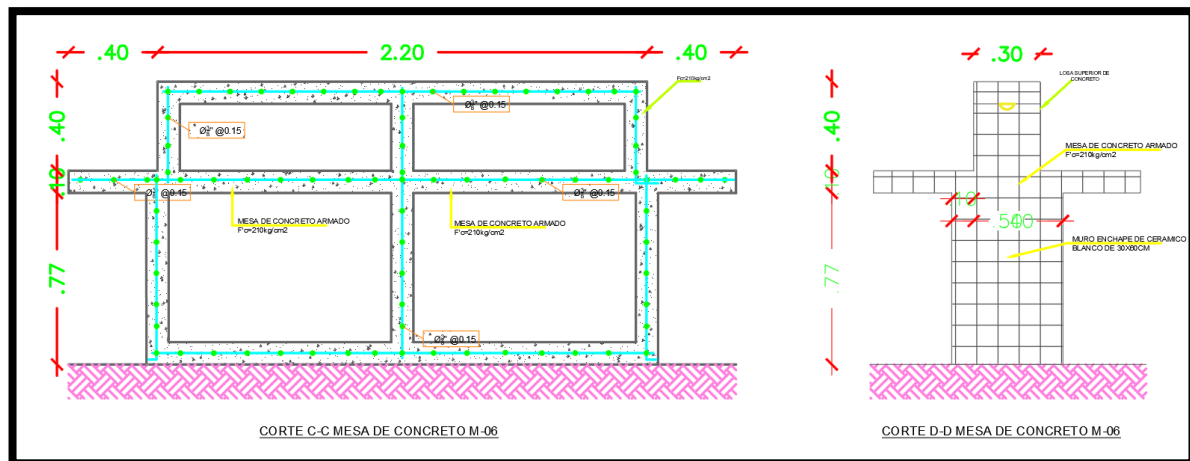 .40 2.20 .40
F'c=210kg/cm2
@0.15
.40
@0.15
.10
@0.15
@0.15
MESA DE CONCRETO ARMADO
F'c=210kg/cm2
MESA DE CONCRETO ARMADO
F'c=210kg/cm2
.77
@0.15
CORTE C-C MESA DE CONCRETO M-06
.30
LOSA SUPERIOR DE
CONCRETO
.40
MESA DE CONCRETO ARMADO
F'c=210kg/cm2
.10
.10
MURO ENCHAPE DE CERAMICO
BLANCO DE 30X60CM
.77
CORTE D-D MESA DE CONCRETO M-06